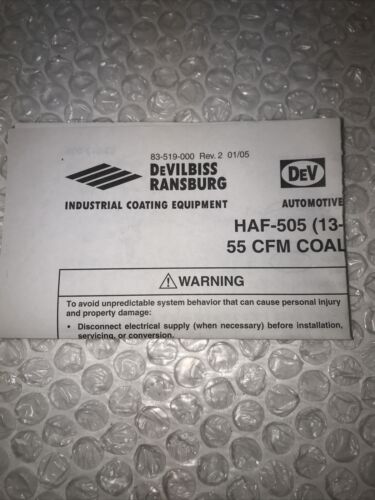 83-519-000 Rev. 2 01/05
DEVILBISS
RANSBURG
INDUSTRIAL COATING EQUIPMENT
DEV
AUTOMOTIVE
HAF-505 (13-
55 CFM COAL
WARNING
To avoid unpredictable system behavior that can cause personal injury
and property damage:
• Disconnect electrical supply (when necessary) before installation,
servicing, or conversion.